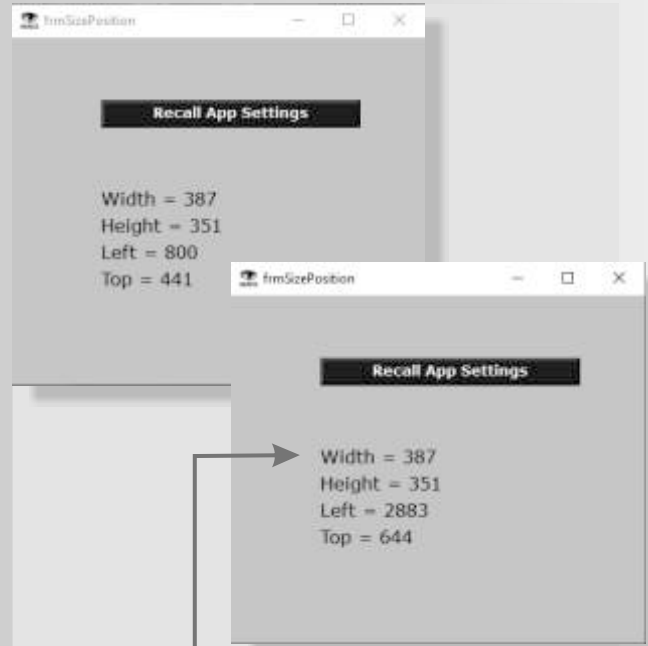 frmSizePosition
Recall App Settings
Width = 387
Height = 351
Left = 800
Top = 441
frmSizePosition
Recall App Settings
Width = 387
Height = 351
Left = 2883
Top = 644